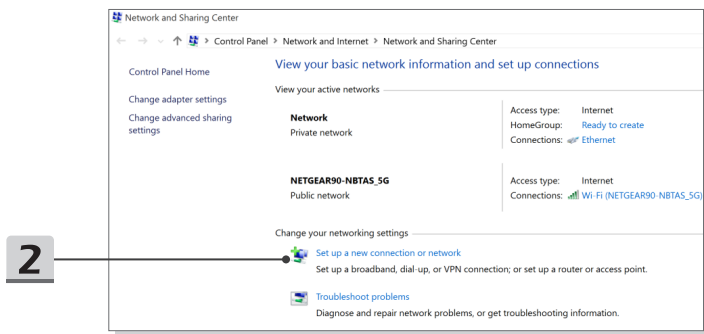 Network and Sharing Center
Control Panel > Network and Internet > Network and Sharing Center
Control Panel Home
Change adapter settings
Change advanced sharing
settings
View your basic network information and set up connections
View your active networks
Network
Private network
Access type: Internet
HomeGroup: Ready to create
Connections: Ethernet
NETGEAR90-NBTAS_5G
Public network
Access type: Internet
Connections: Wi-Fi (NETGEAR90-NBTAS_5G)
Change your networking settings
2
Set up a new connection or network
Set up a broadband, dial-up, or VPN connection; or set up a router or access point.
Troubleshoot problems
Diagnose and repair network problems, or get troubleshooting information.